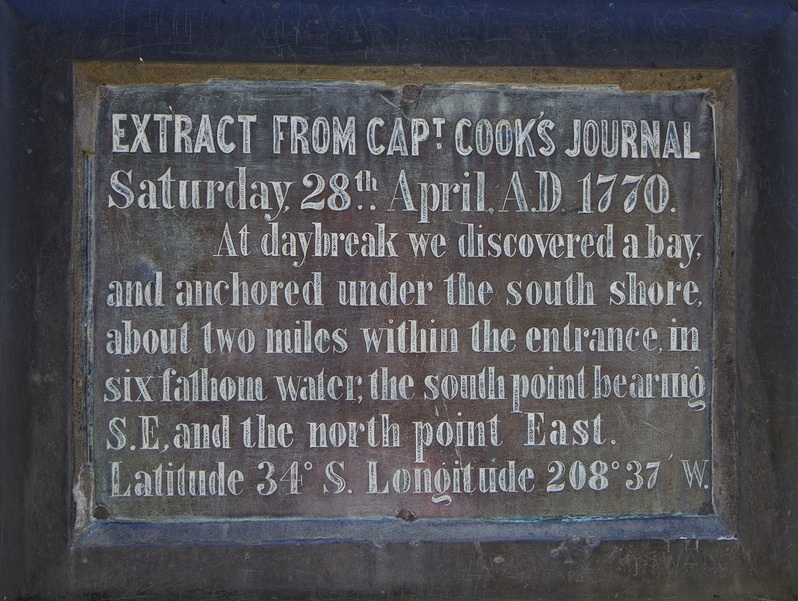 EXTRACT FROM CAPT COOK'S JOURNAL
Saturday, 28th. April, A.D. 1770.
At daybreak we discovered a bay,
and anchored under the south shore,
about two miles within the entrance, in
six fathom water; the south point bearing
S.E., and the north point East.
Latitude 34° S. Longitude 208° 37' W.